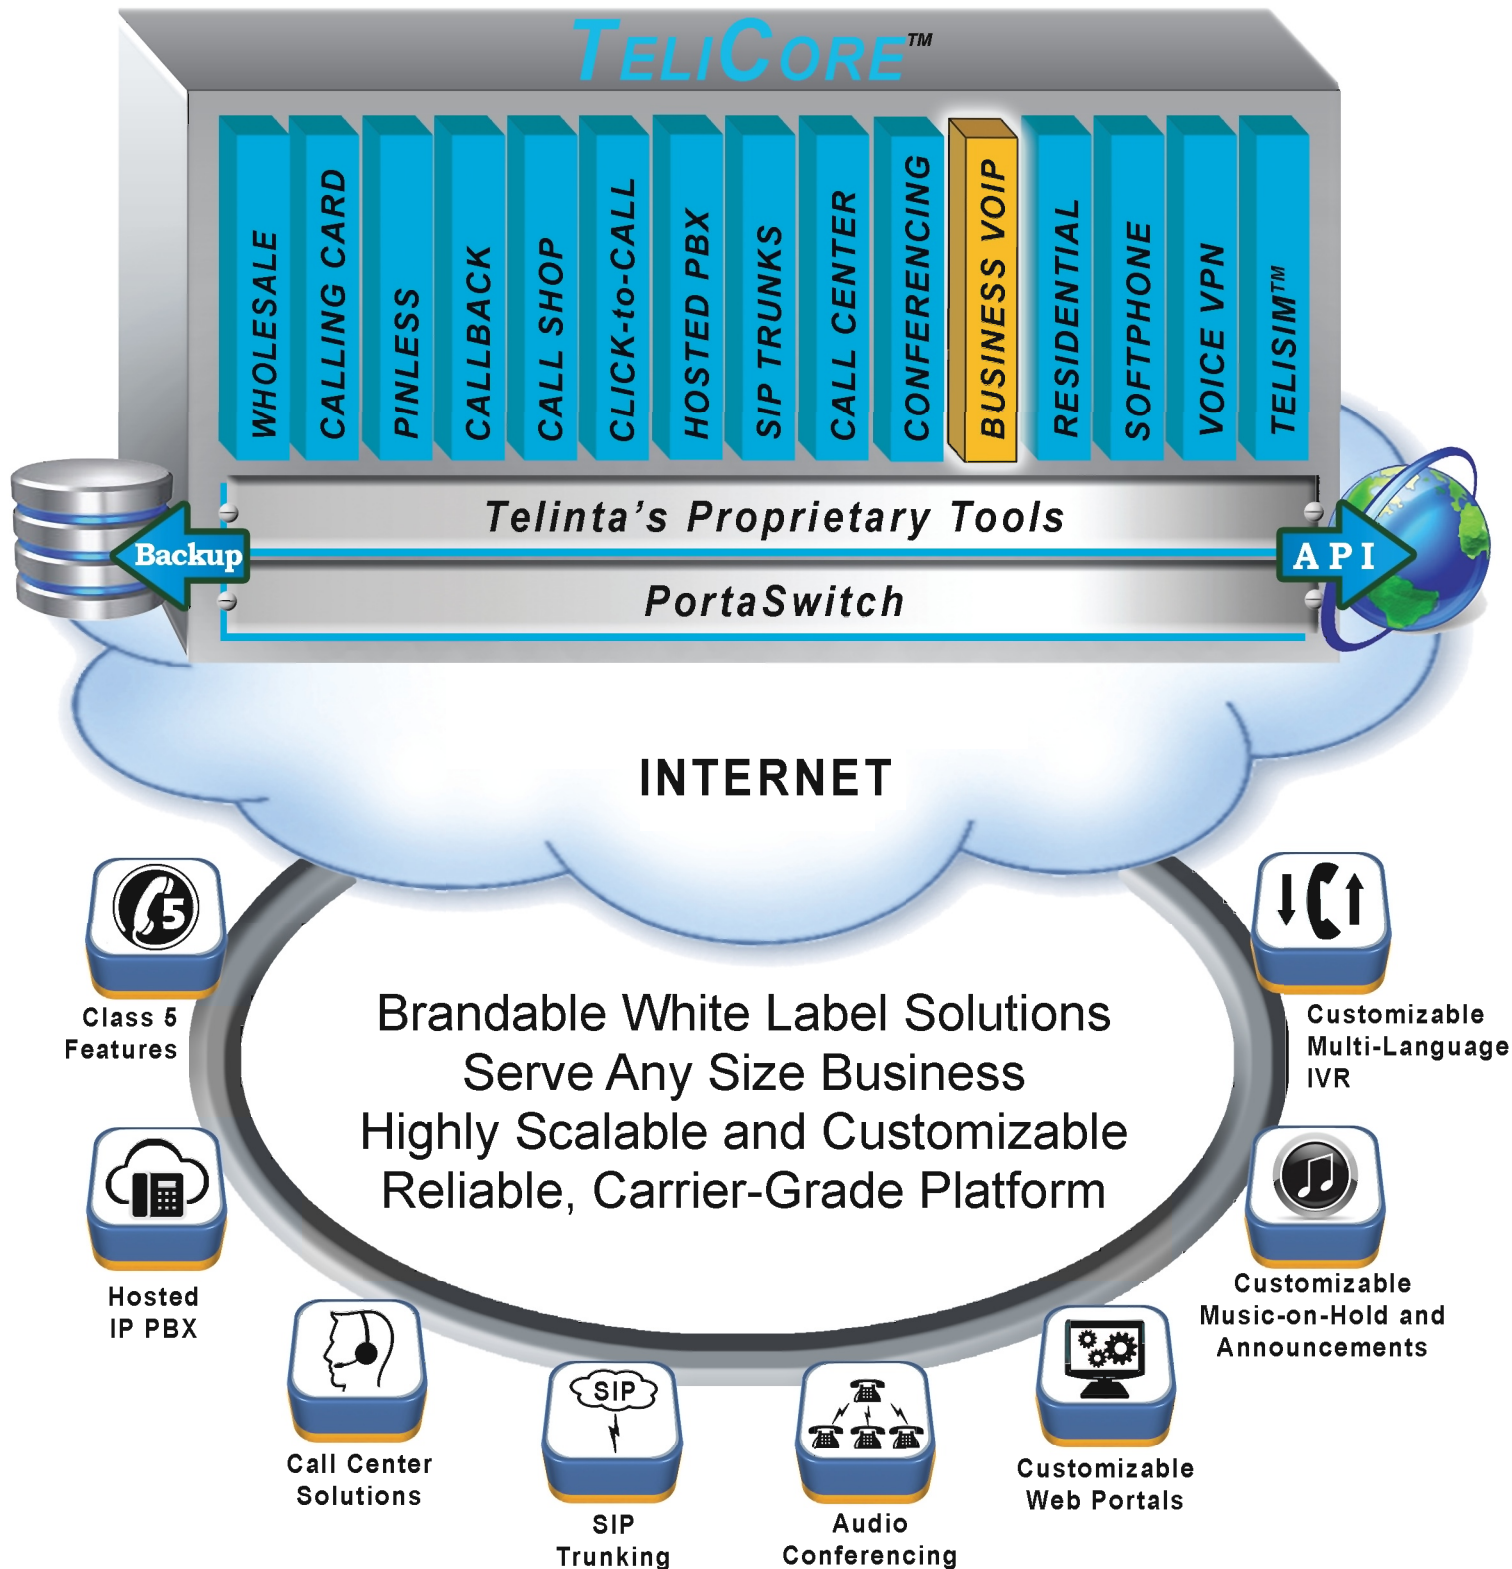 TELICORE™
WHOLESALE
CALLING CARD
PINLESS
CALLBACK
CALL SHOP
CLICK-to-CALL
HOSTED PBX
SIP TRUNKS
CALL CENTER
CONFERENCING
BUSINESS VOIP
RESIDENTIAL
SOFTPHONE
VOICE VPN
TELISIM™
Telinta's Proprietary Tools
Backup
API
PortaSwitch
INTERNET
Brandable White Label Solutions
Serve Any Size Business
Highly Scalable and Customizable
Reliable, Carrier-Grade Platform
5
Class 5
Features
Hosted
IP PBX
Call Center
Solutions
SIP
SIP
Trunking
Audio
Conferencing
Customizable
Web Portals
Customizable
Music-on-Hold and
Announcements
Customizable
Multi-Language
IVR